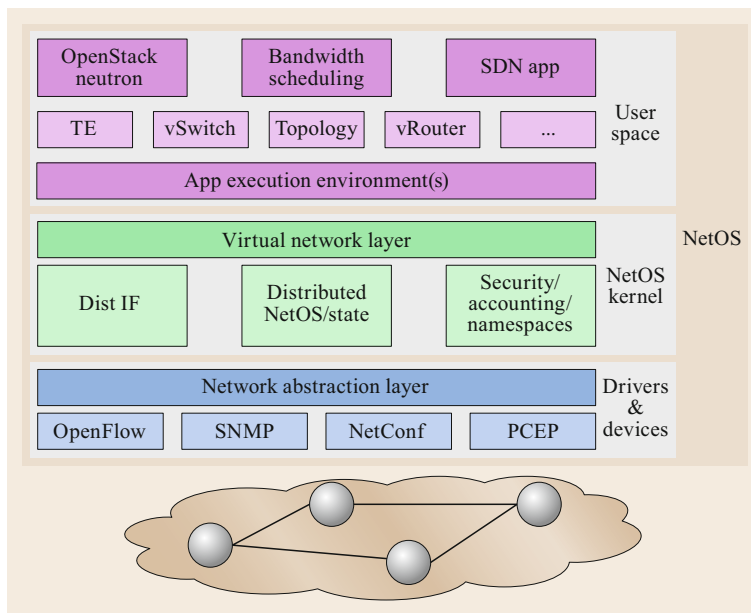 OpenStack
neutron
Bandwidth
scheduling
SDN app
TE
vSwitch
Topology
vRouter
...
User
space
App execution environment(s)
NetOS
Virtual network layer
Dist IF
Distributed
NetOS/state
Security/
accounting/
namespaces
NetOS
kernel
Network abstraction layer
OpenFlow
SNMP
NetConf
PCEP
Drivers
&
devices